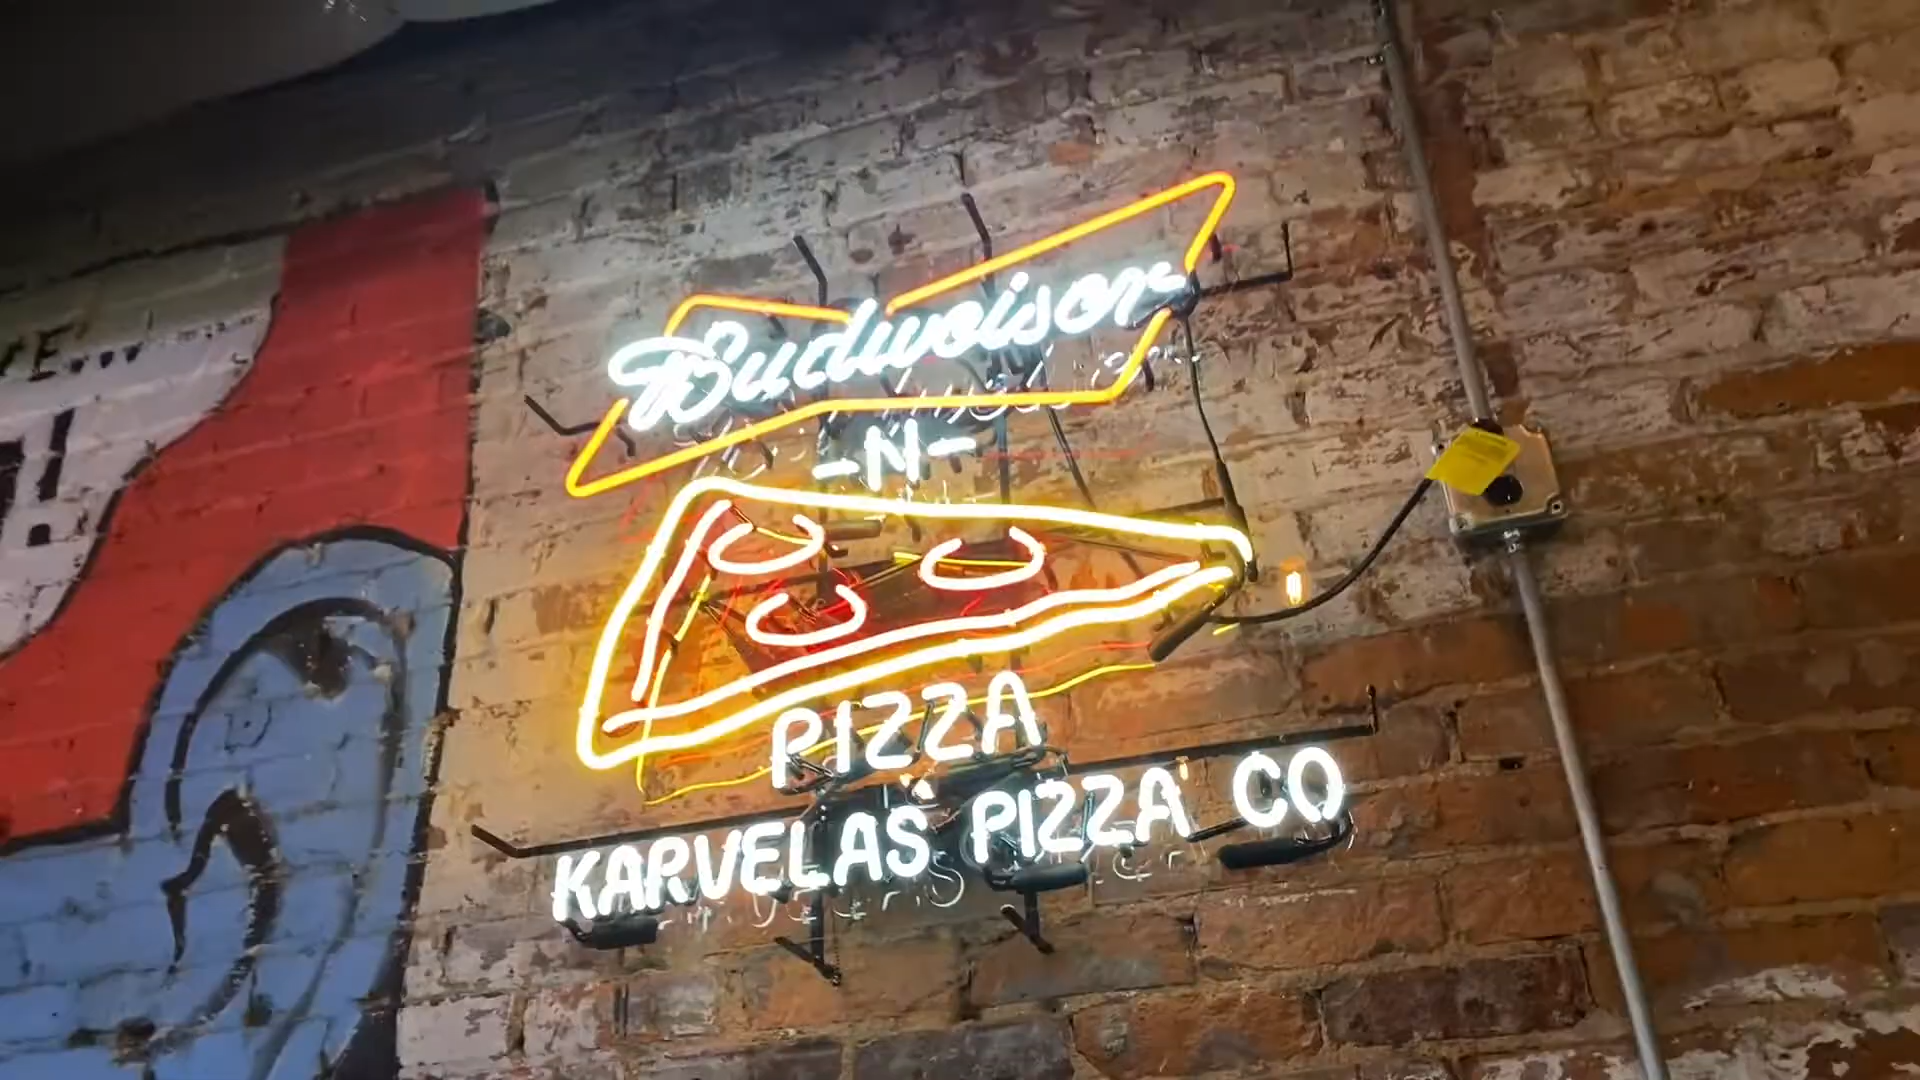 Budweiser
-N-
PIZZA
KARVELAS PIZZA CO